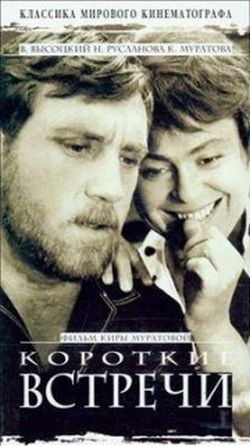 КЛАССИКА МИРОВОГО КИНЕМАТОГРАФА
В. ВЫСОЦКИЙ Н. РУСЛАНОВА К. МУРАТОВА
ФИЛЬМ КИРЫ МУРАТОВОЙ
КОРОТКИЕ
ВСТРЕЧИ